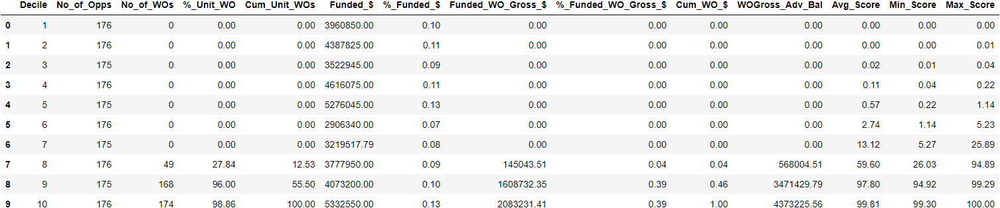 Decile No_of_Opps No_of_WOs %_Unit_WO Cum_Unit_WOs Funded_$ %_Funded_$ Funded_WO_Gross_$ %_Funded_WO_Gross_$ Cum_WO_$ WOGross_Adv_Bal Avg_Score Min_Score Max_Score
0 1 176 0 0.00 0.00 3960850.00 0.10 0.00 0.00 0.00 0.00 0.00 0.00 0.00
1 2 176 0 0.00 0.00 4387825.00 0.11 0.00 0.00 0.00 0.00 0.00 0.00 0.01
2 3 175 0 0.00 0.00 3522945.00 0.09 0.00 0.00 0.00 0.00 0.02 0.01 0.04
3 4 176 0 0.00 0.00 4616075.00 0.11 0.00 0.00 0.00 0.00 0.11 0.04 0.22
4 5 175 0 0.00 0.00 5276045.00 0.13 0.00 0.00 0.00 0.00 0.57 0.22 1.14
5 6 176 0 0.00 0.00 2906340.00 0.07 0.00 0.00 0.00 0.00 2.74 1.14 5.23
6 7 175 0 0.00 0.00 3219517.79 0.08 0.00 0.00 0.00 0.00 13.12 5.27 25.89
7 8 176 49 27.84 12.53 3777950.00 0.09 145043.51 0.04 0.04 568004.51 59.60 26.03 94.89
8 9 175 168 96.00 55.50 4073200.00 0.10 1608732.35 0.39 0.46 3471429.79 97.80 94.92 99.29
9 10 176 174 98.86 100.00 5332550.00 0.13 2083231.41 0.39 1.00 4373225.56 99.81 99.30 100.00